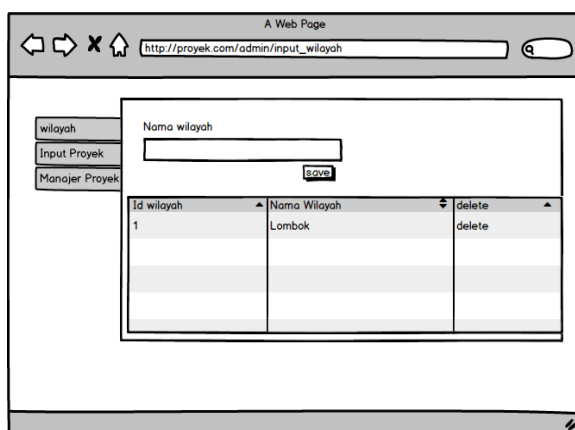 A Web Page
http://proyek.com/admin/input_wilayah
wilayah
Input Proyek
Manajer Proyek
Nama wilayah
save
Id wilayah Nama Wilayah delete
1 Lombok delete